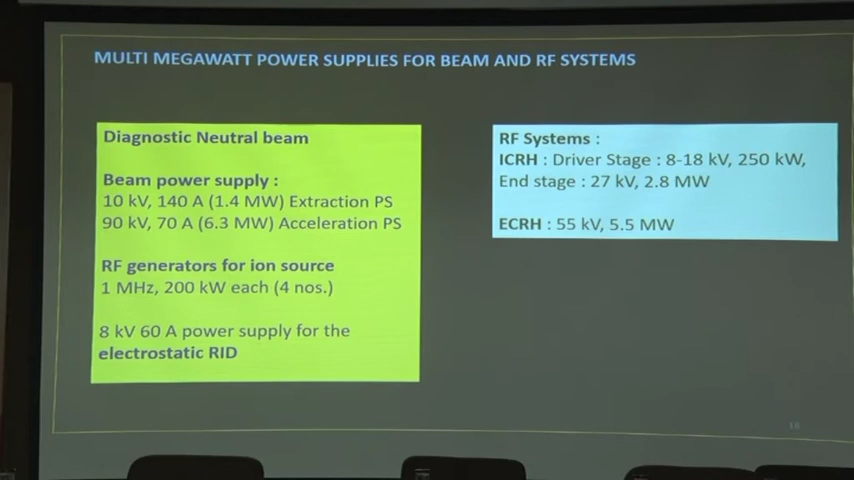 MULTI MEGAWATT POWER SUPPLIES FOR BEAM AND RF SYSTEMS
Diagnostic Neutral beam
Beam power supply :
10 kV, 140 A (1.4 MW) Extraction PS
90 kV, 70 A (6.3 MW) Acceleration PS
RF generators for ion source
1 MHz, 200 kW each (4 nos.)
8 kV 60 A power supply for the
electrostatic RID
RF Systems :
ICRH : Driver Stage : 8-18 kV, 250 kW,
End stage : 27 kV, 2.8 MW
ECRH : 55 kV, 5.5 MW